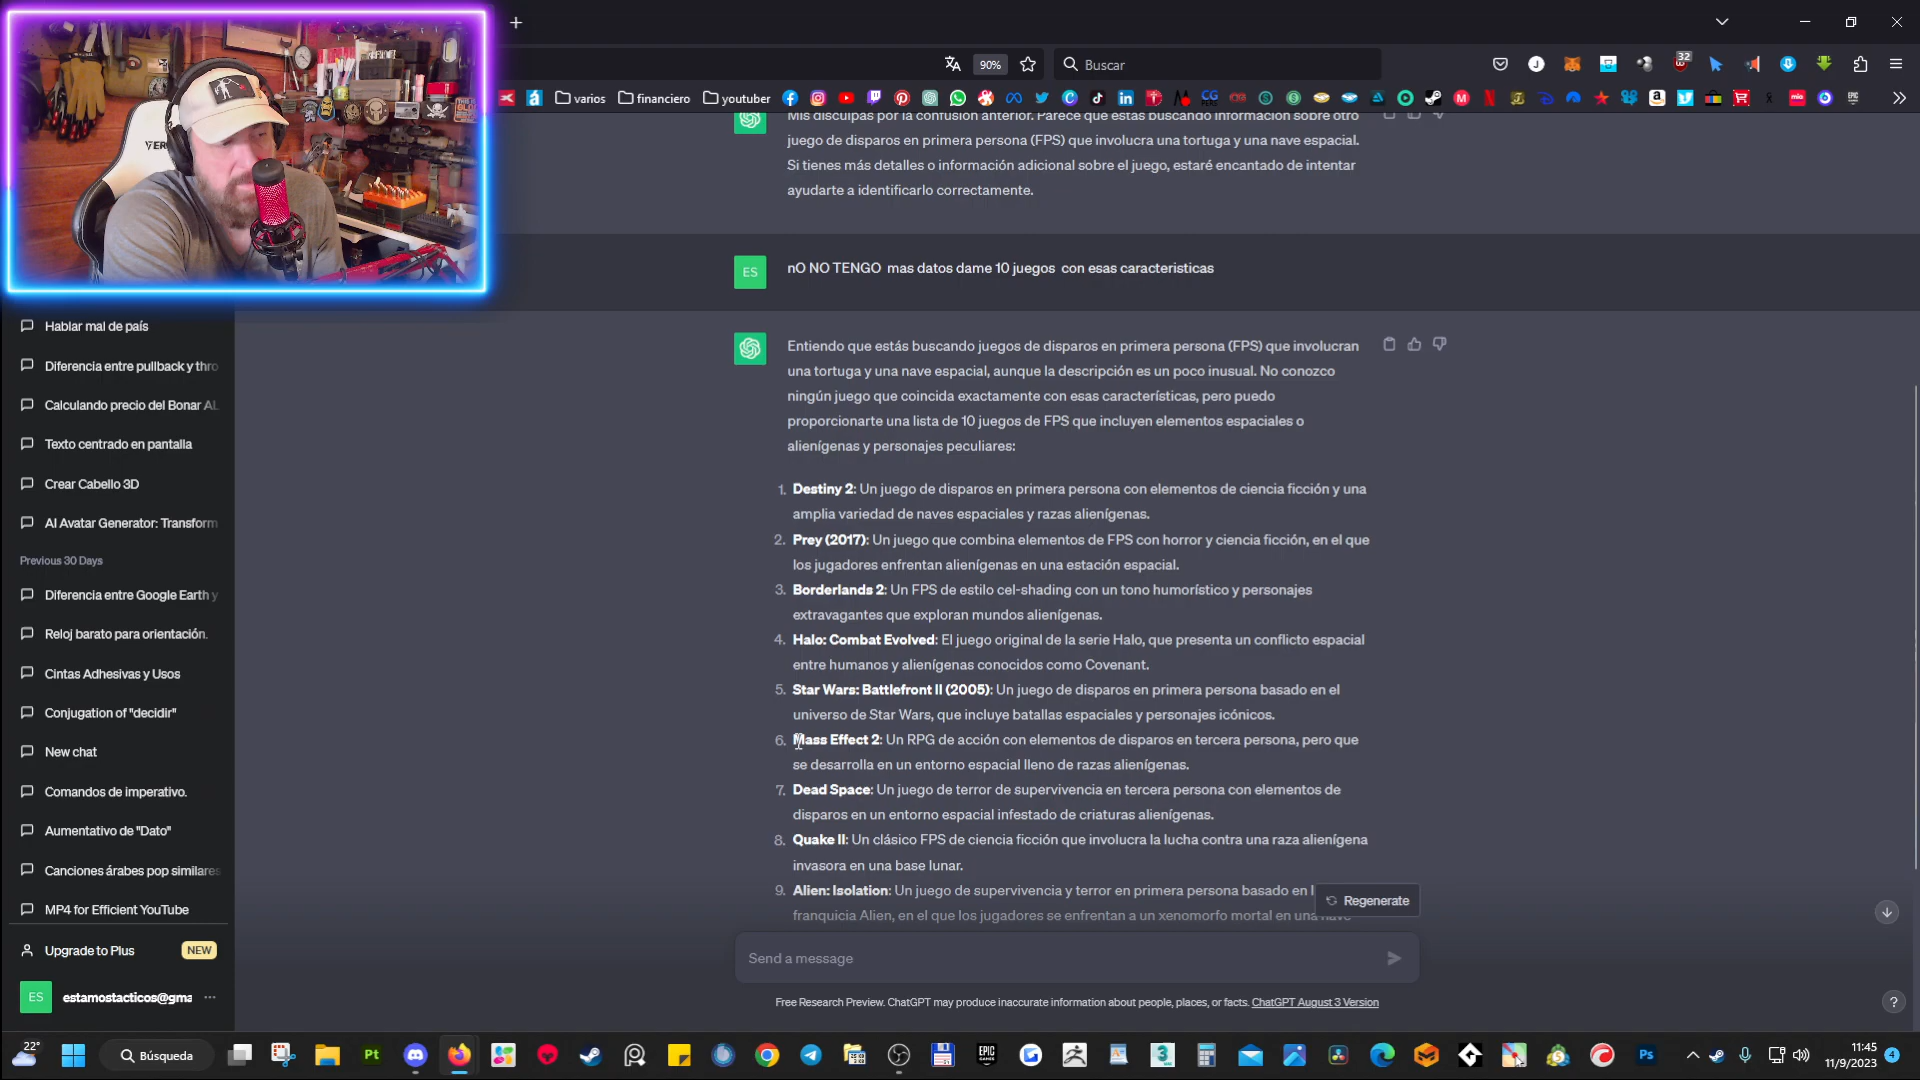 90%
Buscar
32
varios
financiero
youtuber
Mis disculpas por la confusión anterior. Parece que estás buscando información sobre otro
juego de disparos en primera persona (FPS) que involucra una tortuga y una nave espacial.
Si tienes más detalles o información adicional sobre el juego, estaré encantado de intentar
ayudarte a identificarlo correctamente.
ES
nO NO TENGO mas datos dame 10 juegos con esas caracteristicas
Entiendo que estás buscando juegos de disparos en primera persona (FPS) que involucran
una tortuga y una nave espacial, aunque la descripción es un poco inusual. No conozco
ningún juego que coincida exactamente con esas características, pero puedo
proporcionarte una lista de 10 juegos de FPS que incluyen elementos espaciales o
alienígenas y personajes peculiares:
1. Destiny 2: Un juego de disparos en primera persona con elementos de ciencia ficción y una
amplia variedad de naves espaciales y razas alienígenas.
2. Prey (2017): Un juego que combina elementos de FPS con horror y ciencia ficción, en el que
los jugadores enfrentan alienígenas en una estación espacial.
3. Borderlands 2: Un FPS de estilo cel-shading con un tono humorístico y personajes
extravagantes que exploran mundos alienígenas.
4. Halo: Combat Evolved: El juego original de la serie Halo, que presenta un conflicto espacial
entre humanos y alienígenas conocidos como Covenant.
5. Star Wars: Battlefront II (2005): Un juego de disparos en primera persona basado en el
universo de Star Wars, que incluye batallas espaciales y personajes icónicos.
6. Mass Effect 2: Un RPG de acción con elementos de disparos en tercera persona, pero que
se desarrolla en un entorno espacial lleno de razas alienígenas.
7. Dead Space: Un juego de terror de supervivencia en tercera persona con elementos de
disparos en un entorno espacial infestado de criaturas alienígenas.
8. Quake II: Un clásico FPS de ciencia ficción que involucra la lucha contra una raza alienígena
invasora en una base lunar.
9. Alien: Isolation: Un juego de supervivencia y terror en primera persona basado en l
franquicia Alien, en el que los jugadores se enfrentan a un xenomorfo mortal en una nave
Regenerate
Send a message
Free Research Preview. ChatGPT may produce inaccurate information about people, places, or facts. ChatGPT August 3 Version
?
Hablar mal de país
Diferencia entre pullback y thro
Calculando precio del Bonar AL
Texto centrado en pantalla
Crear Cabello 3D
AI Avatar Generator: Transform
Previous 30 Days
Diferencia entre Google Earth y
Reloj barato para orientación.
Cintas Adhesivas y Usos
Conjugation of "decidir"
New chat
Comandos de imperativo.
Aumentativo de "Dato"
Canciones árabes pop similares
MP4 for Efficient YouTube
Upgrade to Plus
NEW
ES
estamostacticos@gma
22°
Búsqueda
Pt
EPIC
GAMES
3
Ps
11:45
11/9/2023
4